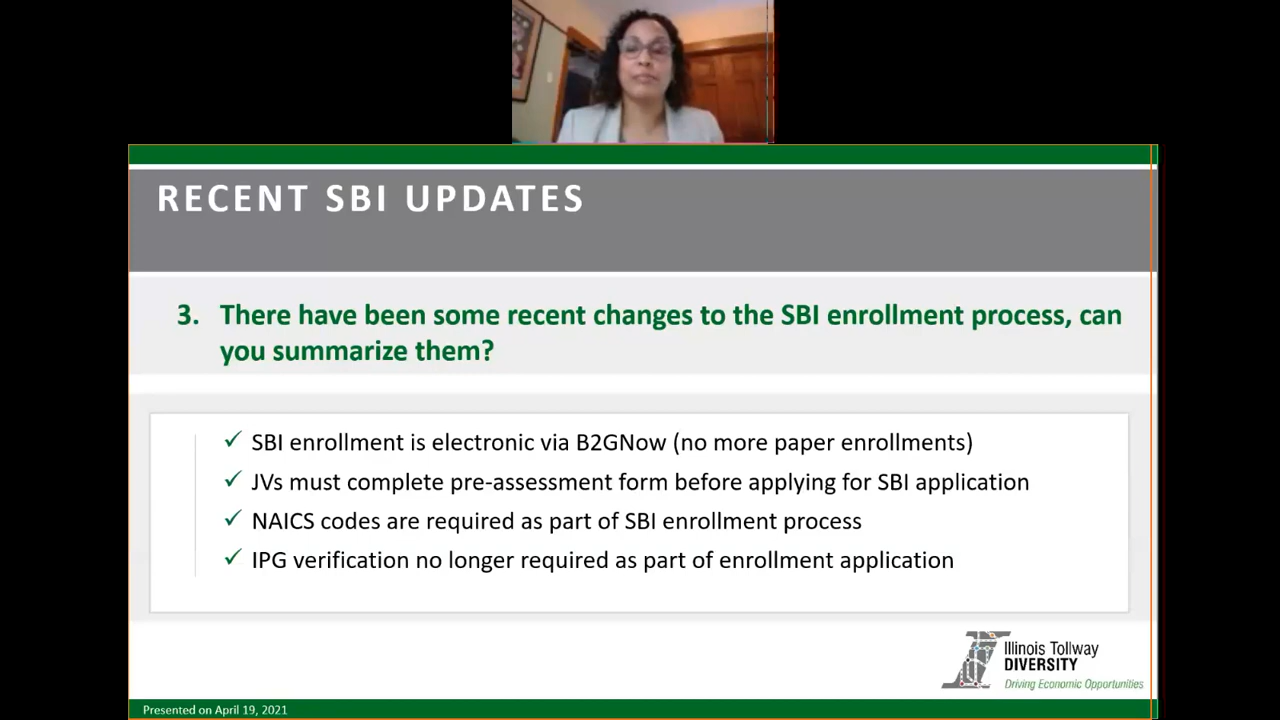 RECENT SBI UPDATES
3. There have been some recent changes to the SBI enrollment process, can
you summarize them?
✓ SBI enrollment is electronic via B2GNow (no more paper enrollments)
✓ JVs must complete pre-assessment form before applying for SBI application
✓ NAICS codes are required as part of SBI enrollment process
✓ IPG verification no longer required as part of enrollment application
Illinois Tollway
DIVERSITY
Driving Economic Opportunities
Presented on April 19, 2021